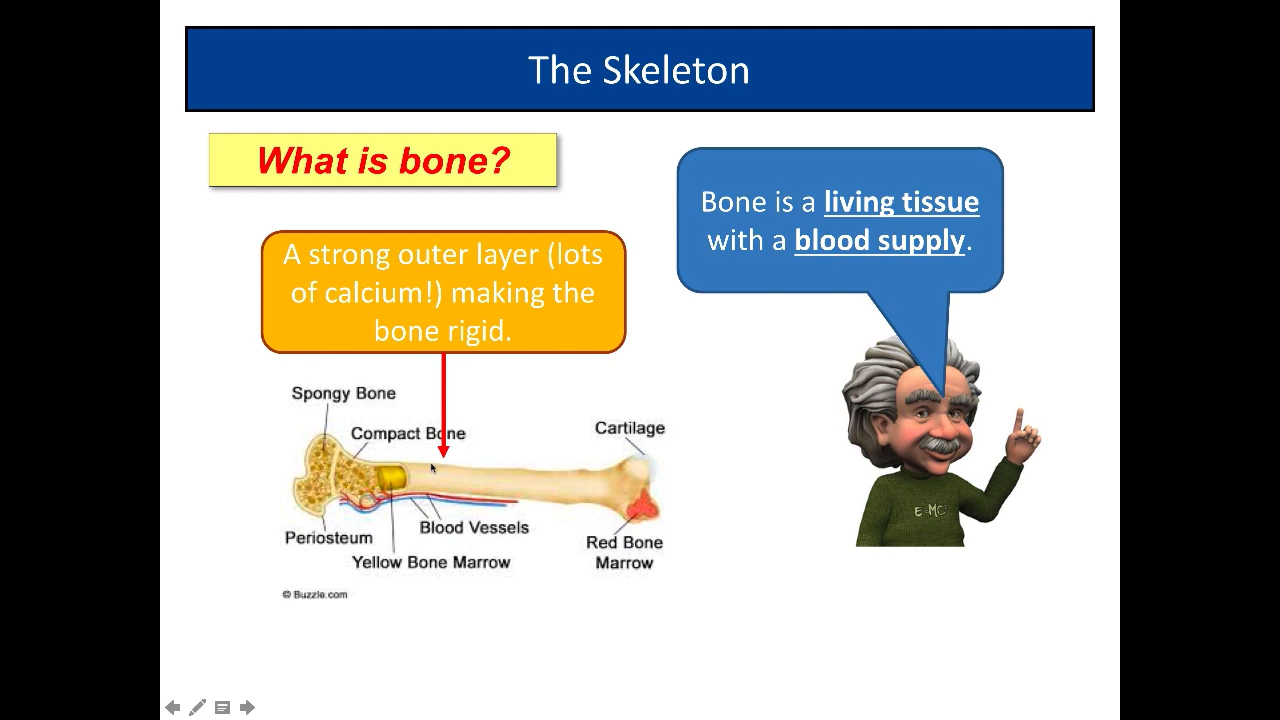 The Skeleton
What is bone?
Bone is a living tissue
with a blood supply.
A strong outer layer (lots
of calcium!) making the
bone rigid.
Spongy Bone
Compact Bone
Cartilage
Blood Vessels
Periosteum
Yellow Bone Marrow
Red Bone
Marrow
E=MC²
© Buzzle.com